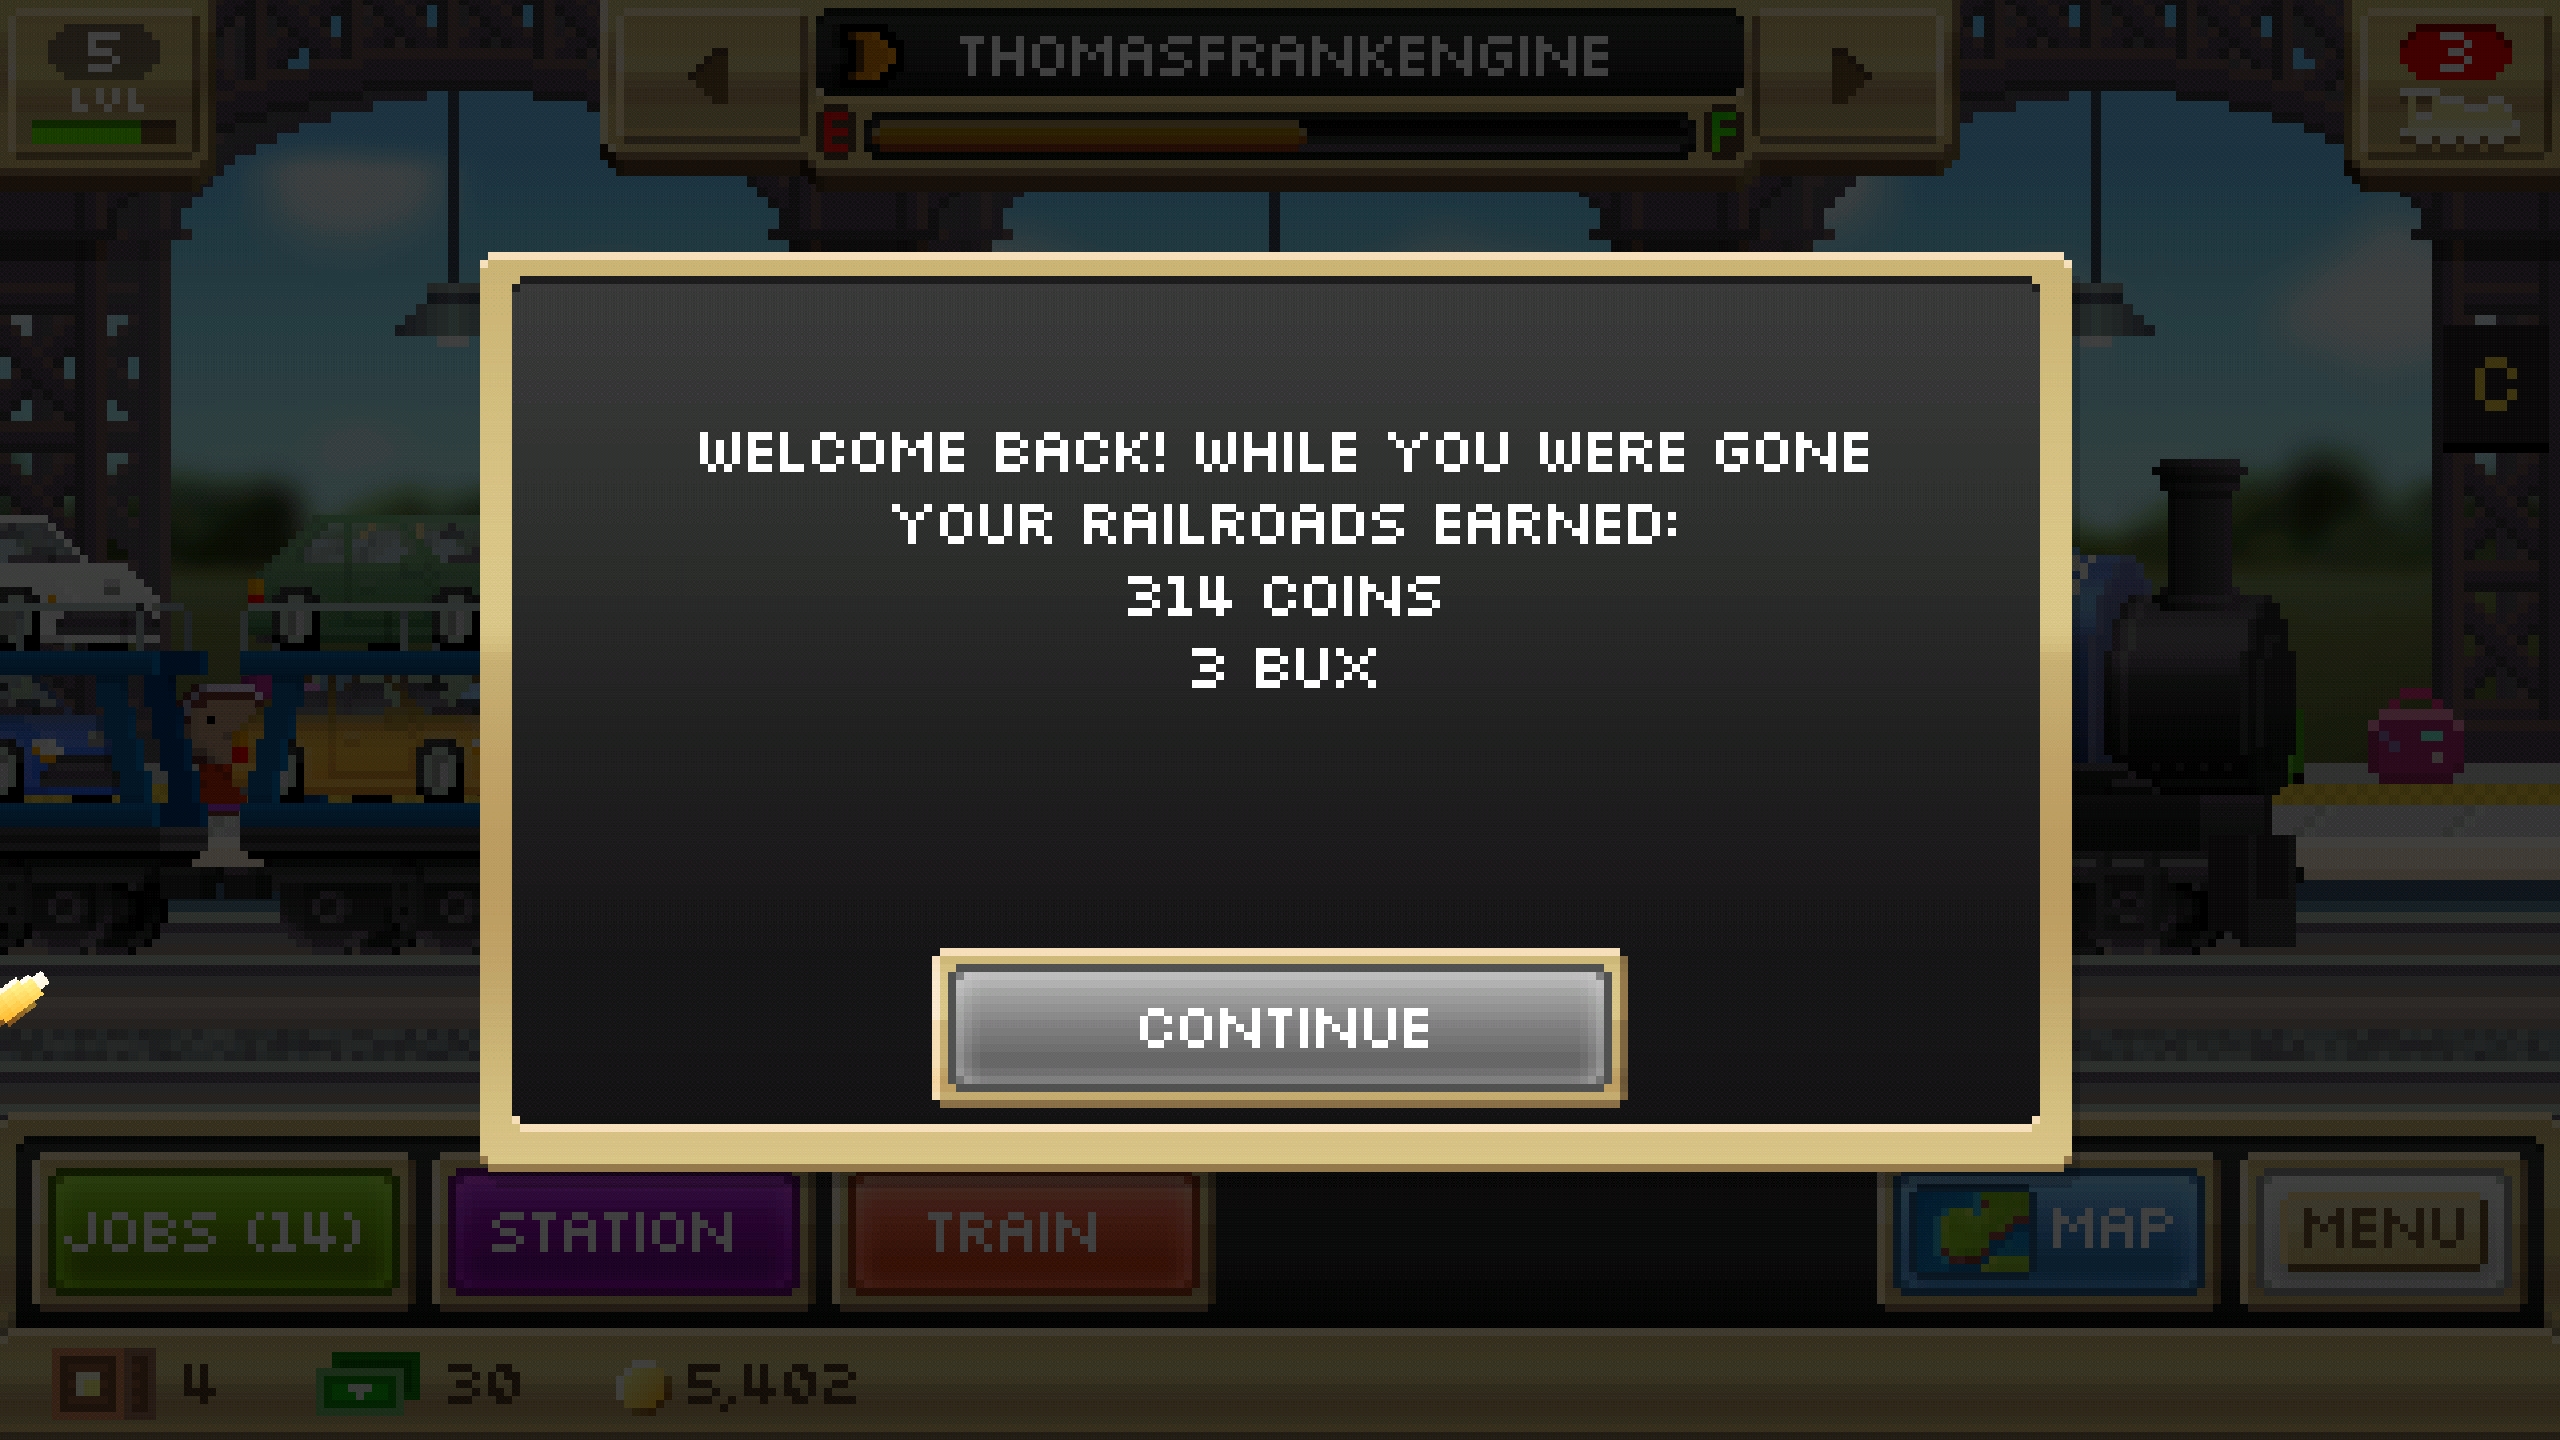 5
LVL
THOMASFRANKENGINE
E
F
3
C
WELCOME BACK! WHILE YOU WERE GONE
YOUR RAILROADS EARNED:
314 COINS
3 BUX
CONTINUE
JOBS (14)
STATION
TRAIN
MAP
MENU
4
30
5,402